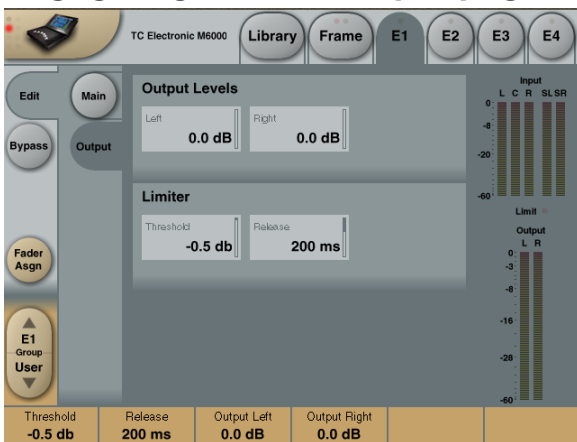 TC Electronic M6000
Library
Frame
E1
E2
E3
E4
Edit
Main
Bypass
Output
Fader
Asgn
E1
Group
User
Output Levels
Left
0.0 dB
Right
0.0 dB
Limiter
Threshold
-0.5 db
Release
200 ms
Input
L C R SL SR
0
-8
-20
-60
Limit
Output
L R
0
-3
-8
-16
-28
-60
Threshold
-0.5 db
Release
200 ms
Output Left
0.0 dB
Output Right
0.0 dB